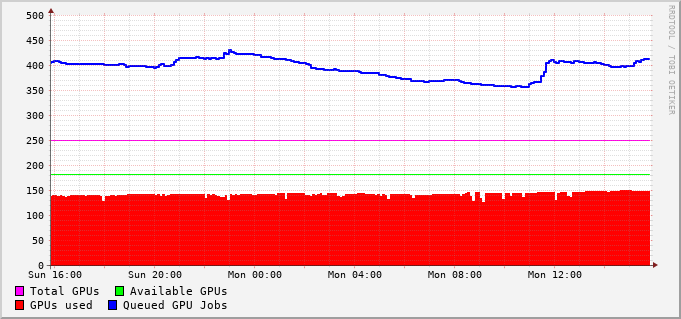 500
450
400
350
300
250
200
150
100
50
0
Sun 16:00 Sun 20:00 Mon 00:00 Mon 04:00 Mon 08:00 Mon 12:00
Total GPUs Available GPUs
GPUs used Queued GPU Jobs
RRDTOOL / TOBI OETIKER